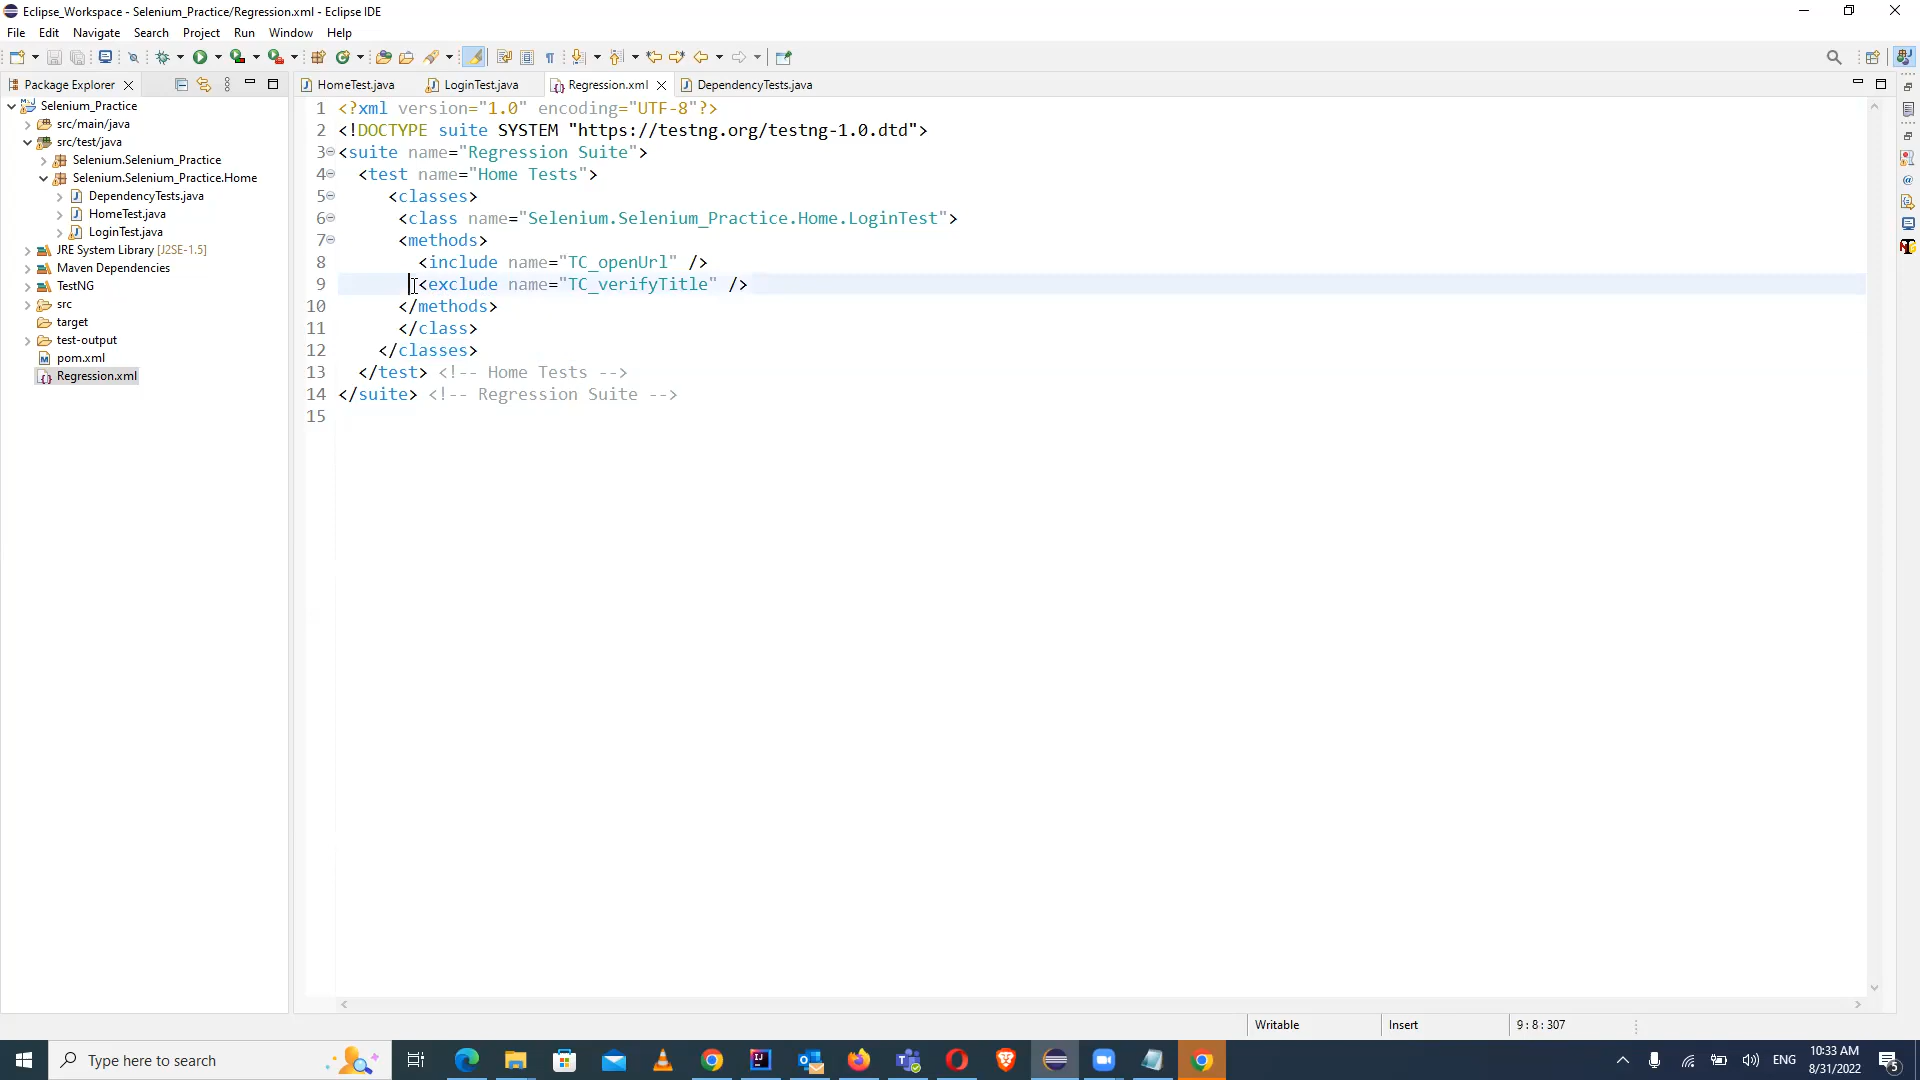 Eclipse_Workspace - Selenium_Practice/Regression.xml - Eclipse IDE
File Edit Navigate Search Project Run Window Help
Package Explorer
Selenium_Practice
src/main/java
src/test/java
Selenium.Selenium_Practice
Selenium.Selenium_Practice.Home
DependencyTests.java
HomeTest.java
LoginTest.java
JRE System Library [J2SE-1.5]
Maven Dependencies
TestNG
src
target
test-output
pom.xml
Regression.xml
HomeTest.java LoginTest.java Regression.xml DependencyTests.java
1 <?xml version="1.0" encoding="UTF-8"?>
2 <!DOCTYPE suite SYSTEM "https://testng.org/testng-1.0.dtd">
3 <suite name="Regression Suite">
4 <test name="Home Tests">
5 <classes>
6 <class name="Selenium.Selenium_Practice.Home.LoginTest">
7 <methods>
8 <include name="TC_openUrl" />
9 <exclude name="TC_verifyTitle" />
10 </methods>
11 </class>
12 </classes>
13 </test> <!-- Home Tests -->
14 </suite> <!-- Regression Suite -->
15
Writable Insert 9 : 8 : 307
Type here to search
ENG
10:33 AM
8/31/2022
5